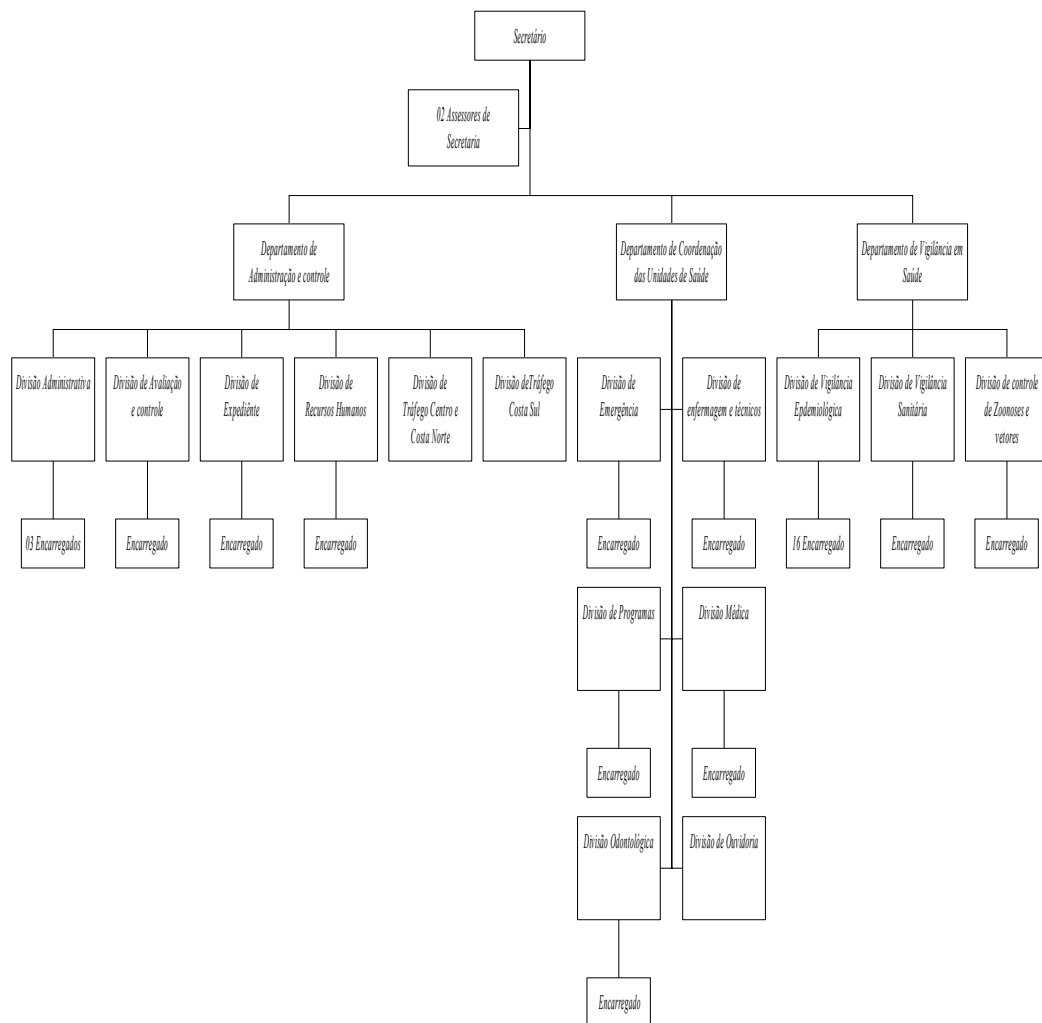 Secretário
02 Assessores de
Secretaria
Departamento de
Administração e controle
Departamento de Coordenação
das Unidades de Saúde
Departamento de Vigilância em
Saúde
Divisão Administrativa
Divisão de Avaliação
e controle
Divisão de
Expediênte
Divisão de
Recursos Humanos
Divisão de
Tráfego Centro e
Costa Norte
Divisão deTráfego
Costa Sul
Divisão de
Emergência
Divisão de
enfermagem e técnicos
Divisão de Vigilância
Epdemiológica
Divisão de Vigilância
Sanitária
Divisão de controle
de Zoonoses e
vetores
03 Encarregados
Encarregado
Encarregado
Encarregado
Encarregado
Encarregado
16 Encarregado
Encarregado
Encarregado
Divisão de Programas
Divisão Médica
Encarregado
Encarregado
Divisão Odontológica
Divisão de Ouvidoria
Encarregado